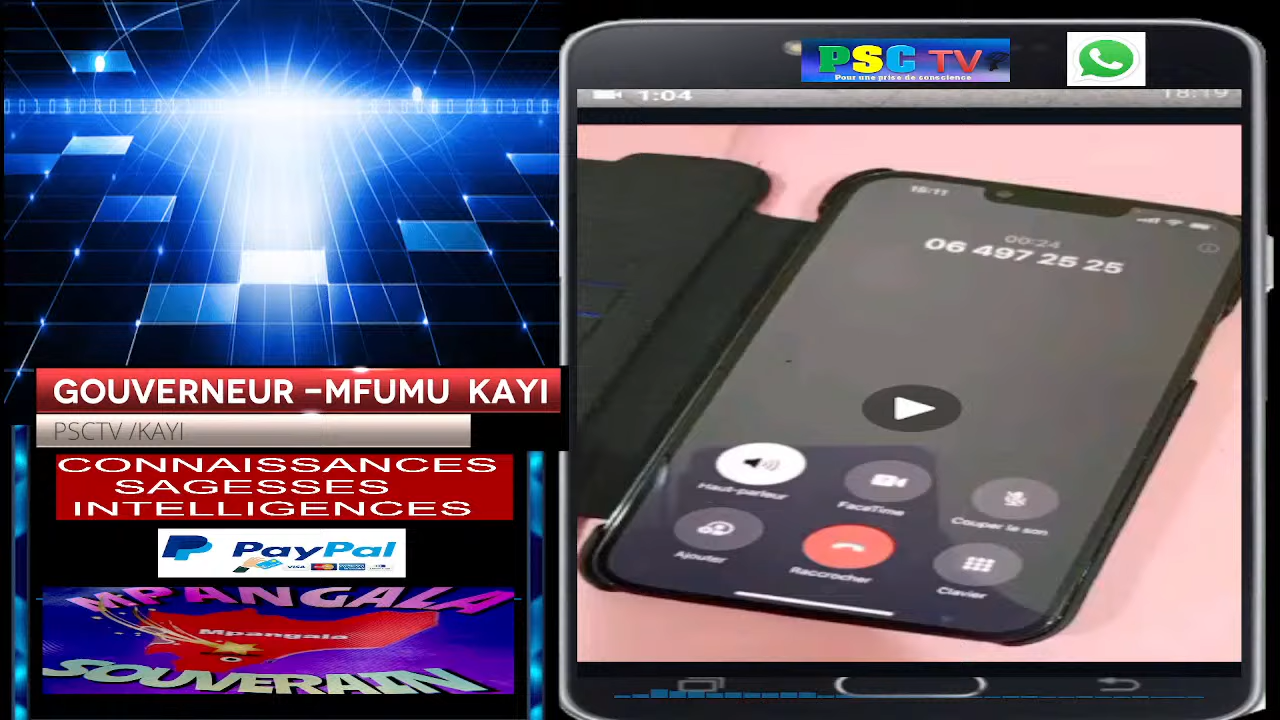 PSC TV
Pour une prise de conscience
1:04
18:19
15:11
00:24
06 497 25 25
Haut-parleur
FaceTime
Couper le son
Ajouter
Raccrocher
Clavier
GOUVERNEUR -MFUMU KAYI
PSCTV /KAYI
CONNAISSANCES
SAGESSES
INTELLIGENCES
PayPal
VISA
MPANGALA
Mpangala
SOUVERAIN